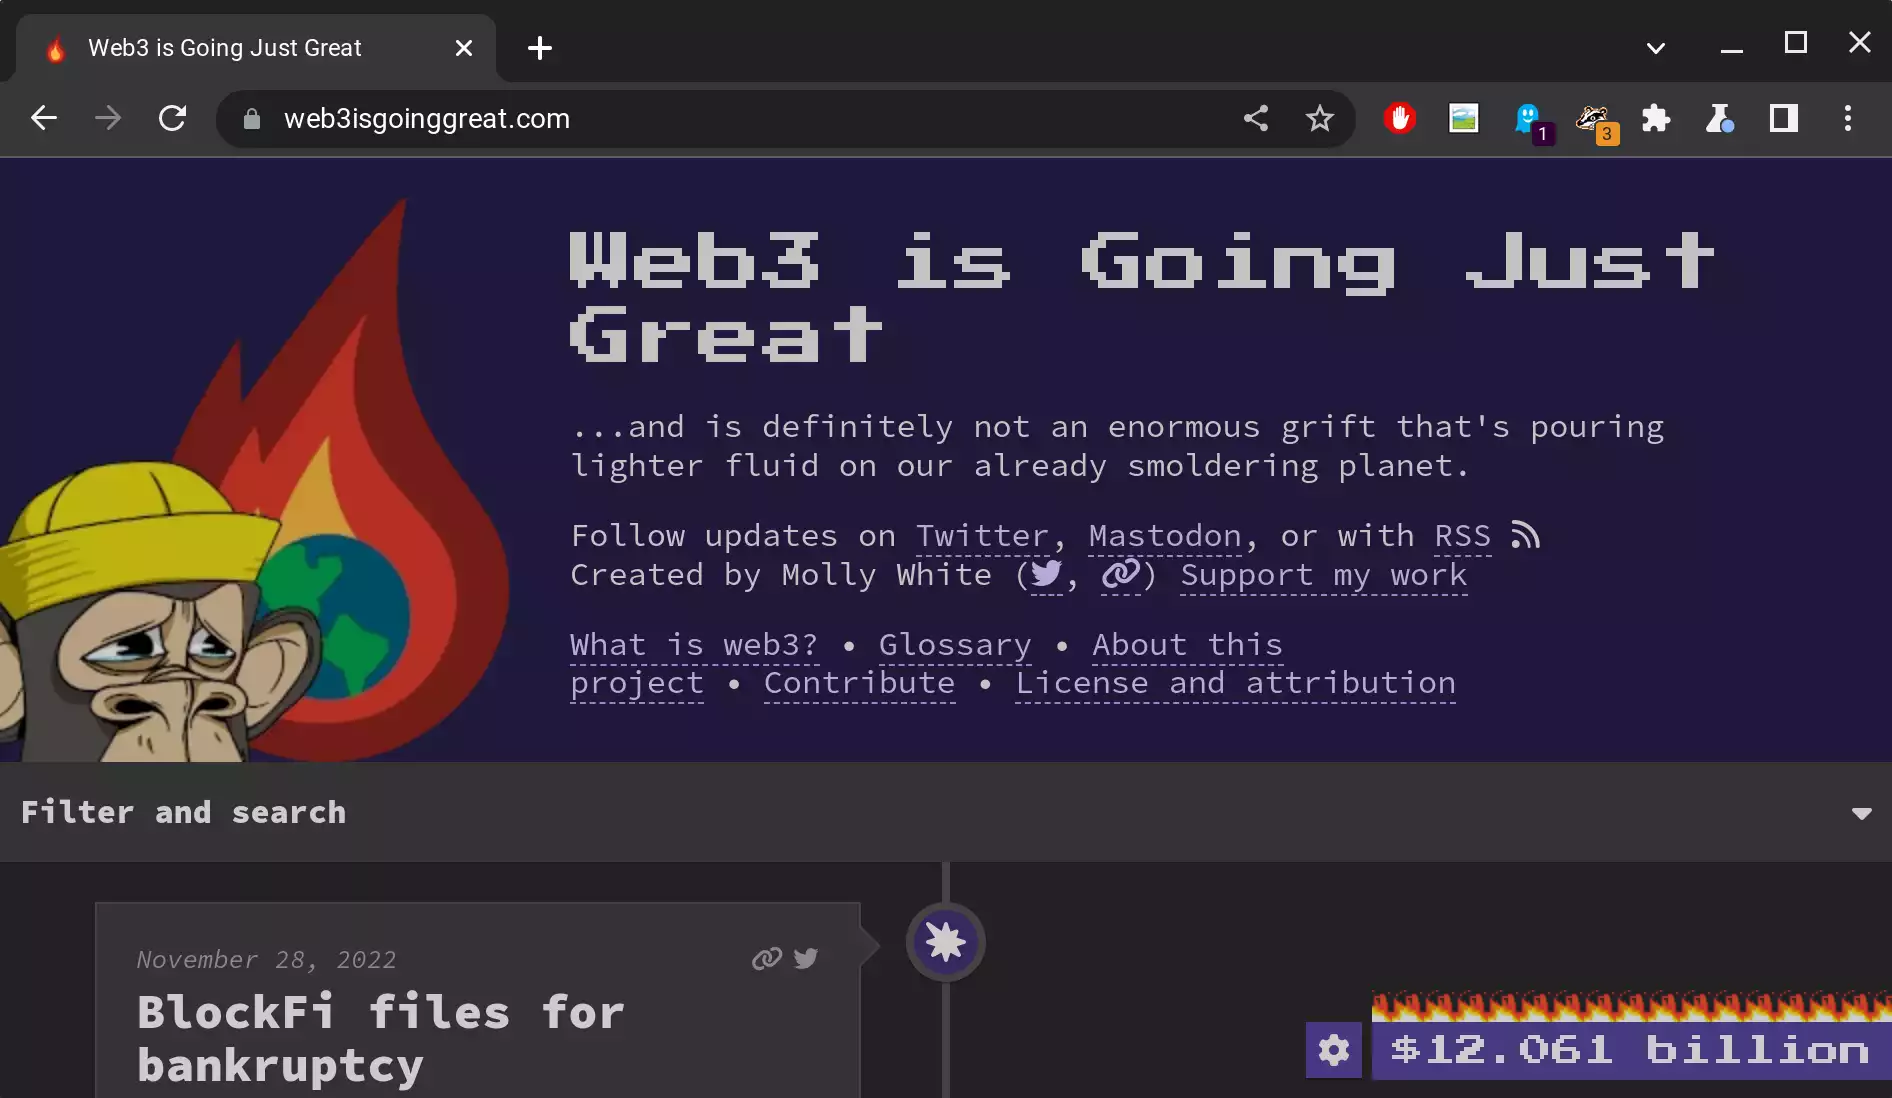 Web3 is Going Just Great
web3isgoinggreat.com
1
3
Web3 is Going Just
Great
...and is definitely not an enormous grift that's pouring
lighter fluid on our already smoldering planet.
Follow updates on Twitter, Mastodon, or with RSS
Created by Molly White (, ) Support my work
What is web3? • Glossary • About this
project • Contribute • License and attribution
Filter and search
November 28, 2022
BlockFi files for
bankruptcy
$12.061 billion